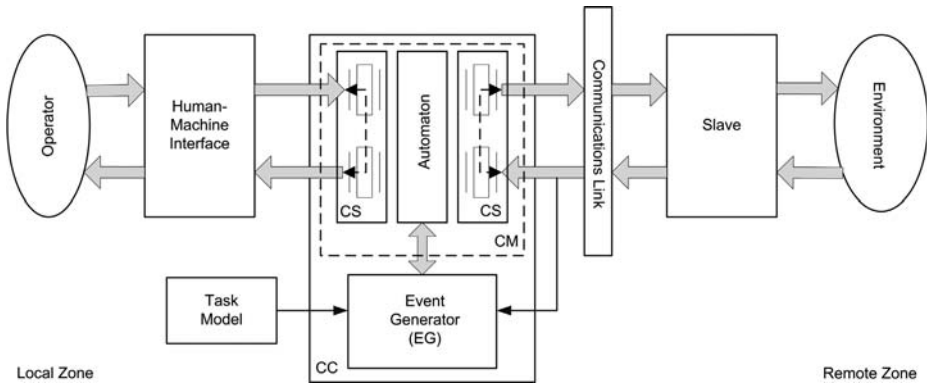 Operator
Human-
Machine
Interface
CS
Automaton
CS
CM
Communications Link
Slave
Environment
Task
Model
Event
Generator
(EG)
CC
Local Zone
Remote Zone